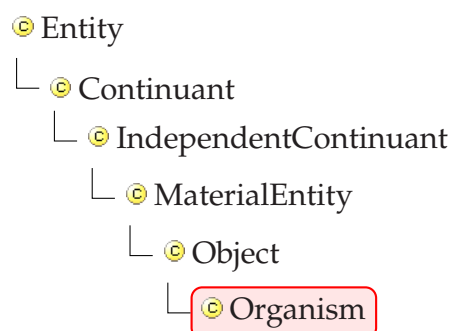 Entity
Continuant
IndependentContinuant
MaterialEntity
Object
Organism